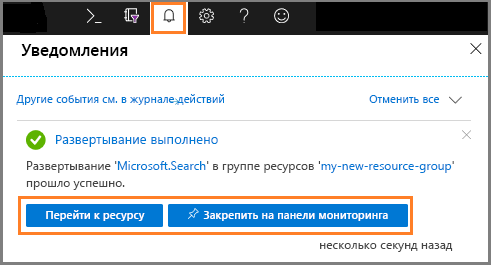 Уведомления
Другие события см. в журнале действий Отменить все
Развертывание выполнено
Развертывание 'Microsoft.Search' в группе ресурсов 'my-new-resource-group'
прошло успешно.
Перейти к ресурсу Закрепить на панели мониторинга
несколько секунд назад